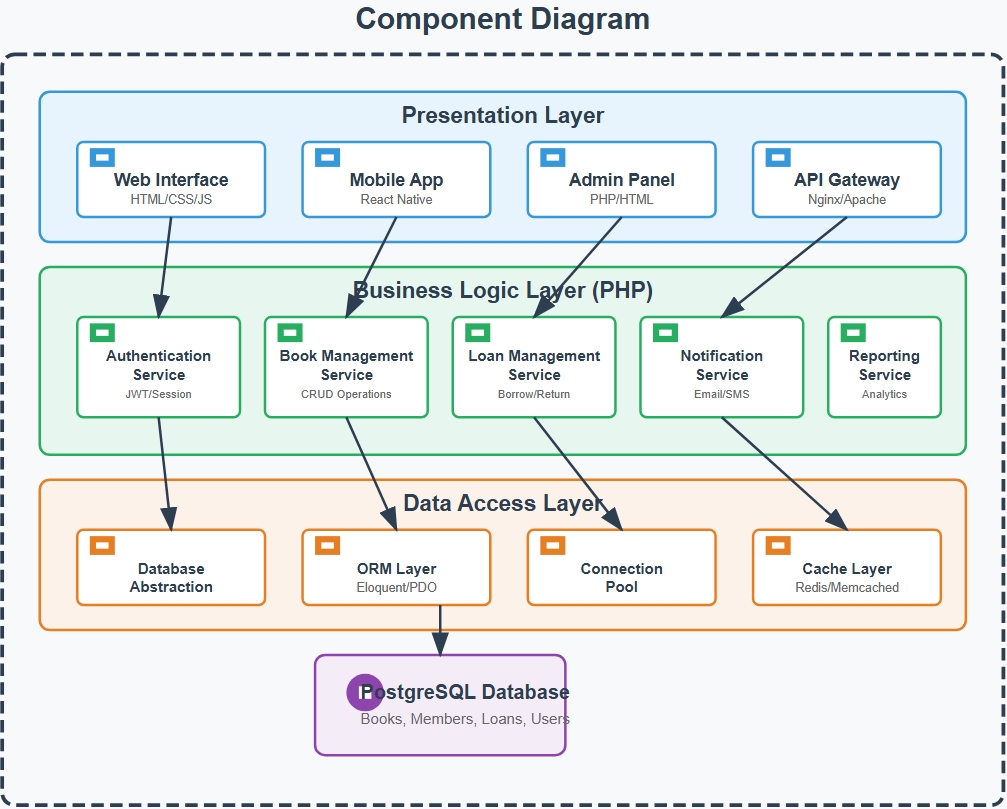 Component Diagram
Presentation Layer
Web Interface
HTML/CSS/JS
Mobile App
React Native
Admin Panel
PHP/HTML
API Gateway
Nginx/Apache
Business Logic Layer (PHP)
Authentication
Service
JWT/Session
Book Management
Service
CRUD Operations
Loan Management
Service
Borrow/Return
Notification
Service
Email/SMS
Reporting
Service
Analytics
Data Access Layer
Database
Abstraction
ORM Layer
Eloquent/PDO
Connection
Pool
Cache Layer
Redis/Memcached
PostgreSQL Database
Books, Members, Loans, Users